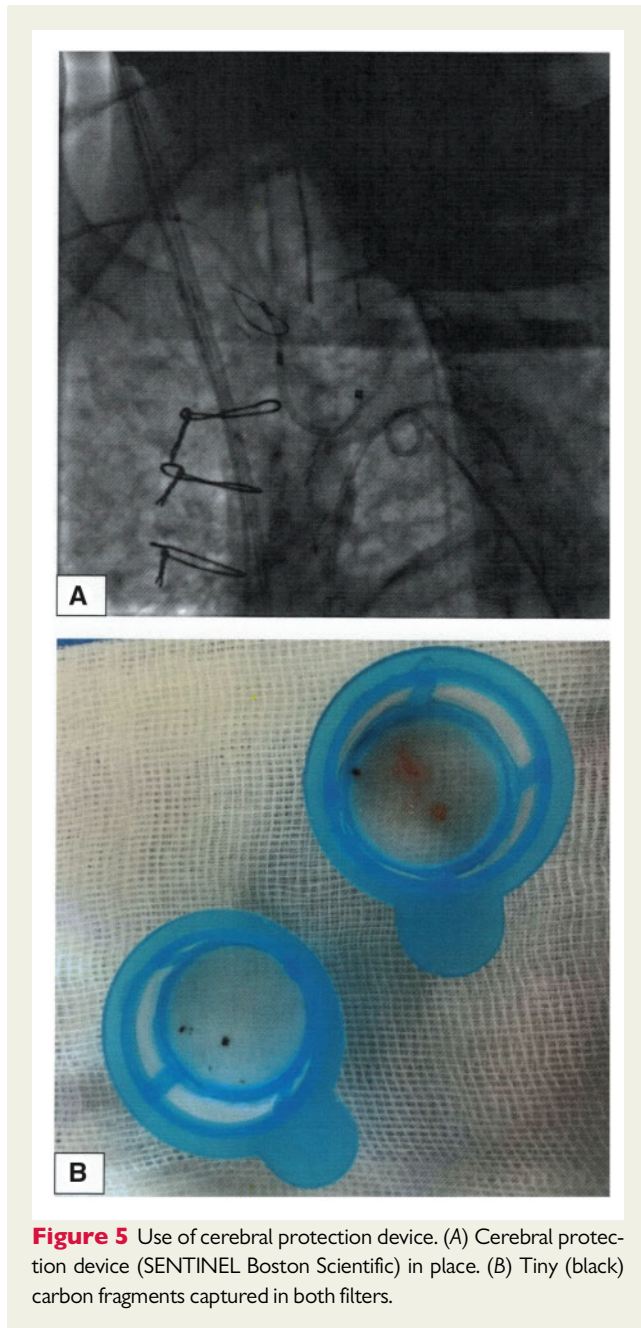 A
B
Figure 5 Use of cerebral protection device. (A) Cerebral protec-
tion device (SENTINEL Boston Scientific) in place. (B) Tiny (black)
carbon fragments captured in both filters.